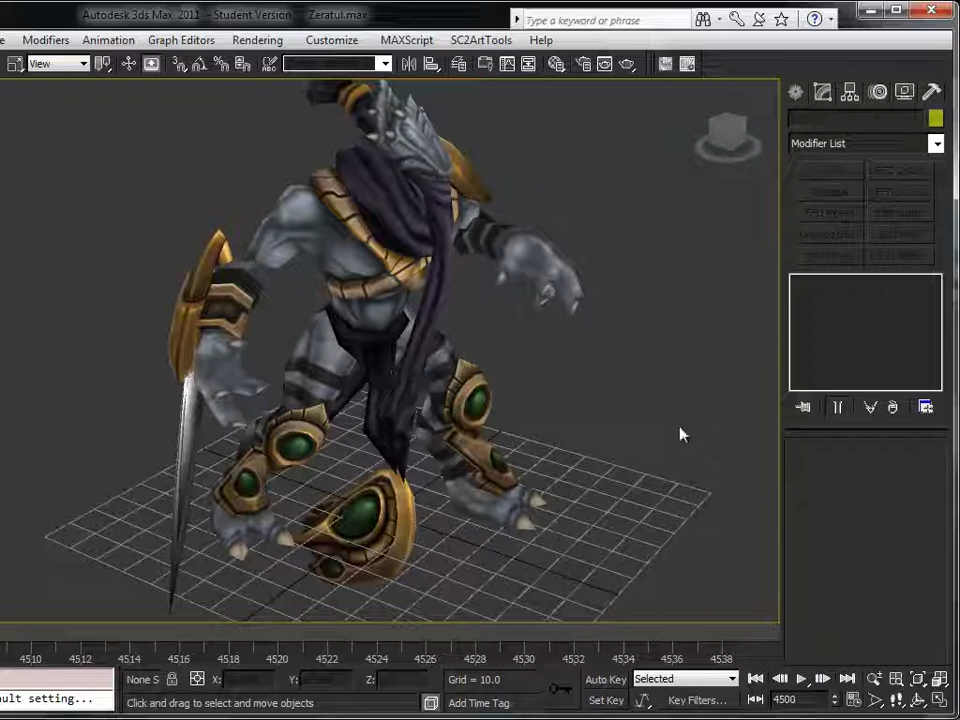 Autodesk 3ds Max 2011 - Student Version Zeratul.max
Type a keyword or phrase
e Modifiers Animation Graph Editors Rendering Customize MAXScript SC2ArtTools Help
View
Modifier List
4510 4512 4514 4516 4518 4520 4522 4524 4526 4528 4530 4532 4534 4536 4538
None S X: Y: Z: Grid = 10.0 Auto Key Selected
ault setting... Click and drag to select and move objects Add Time Tag Set Key Key Filters... 4500